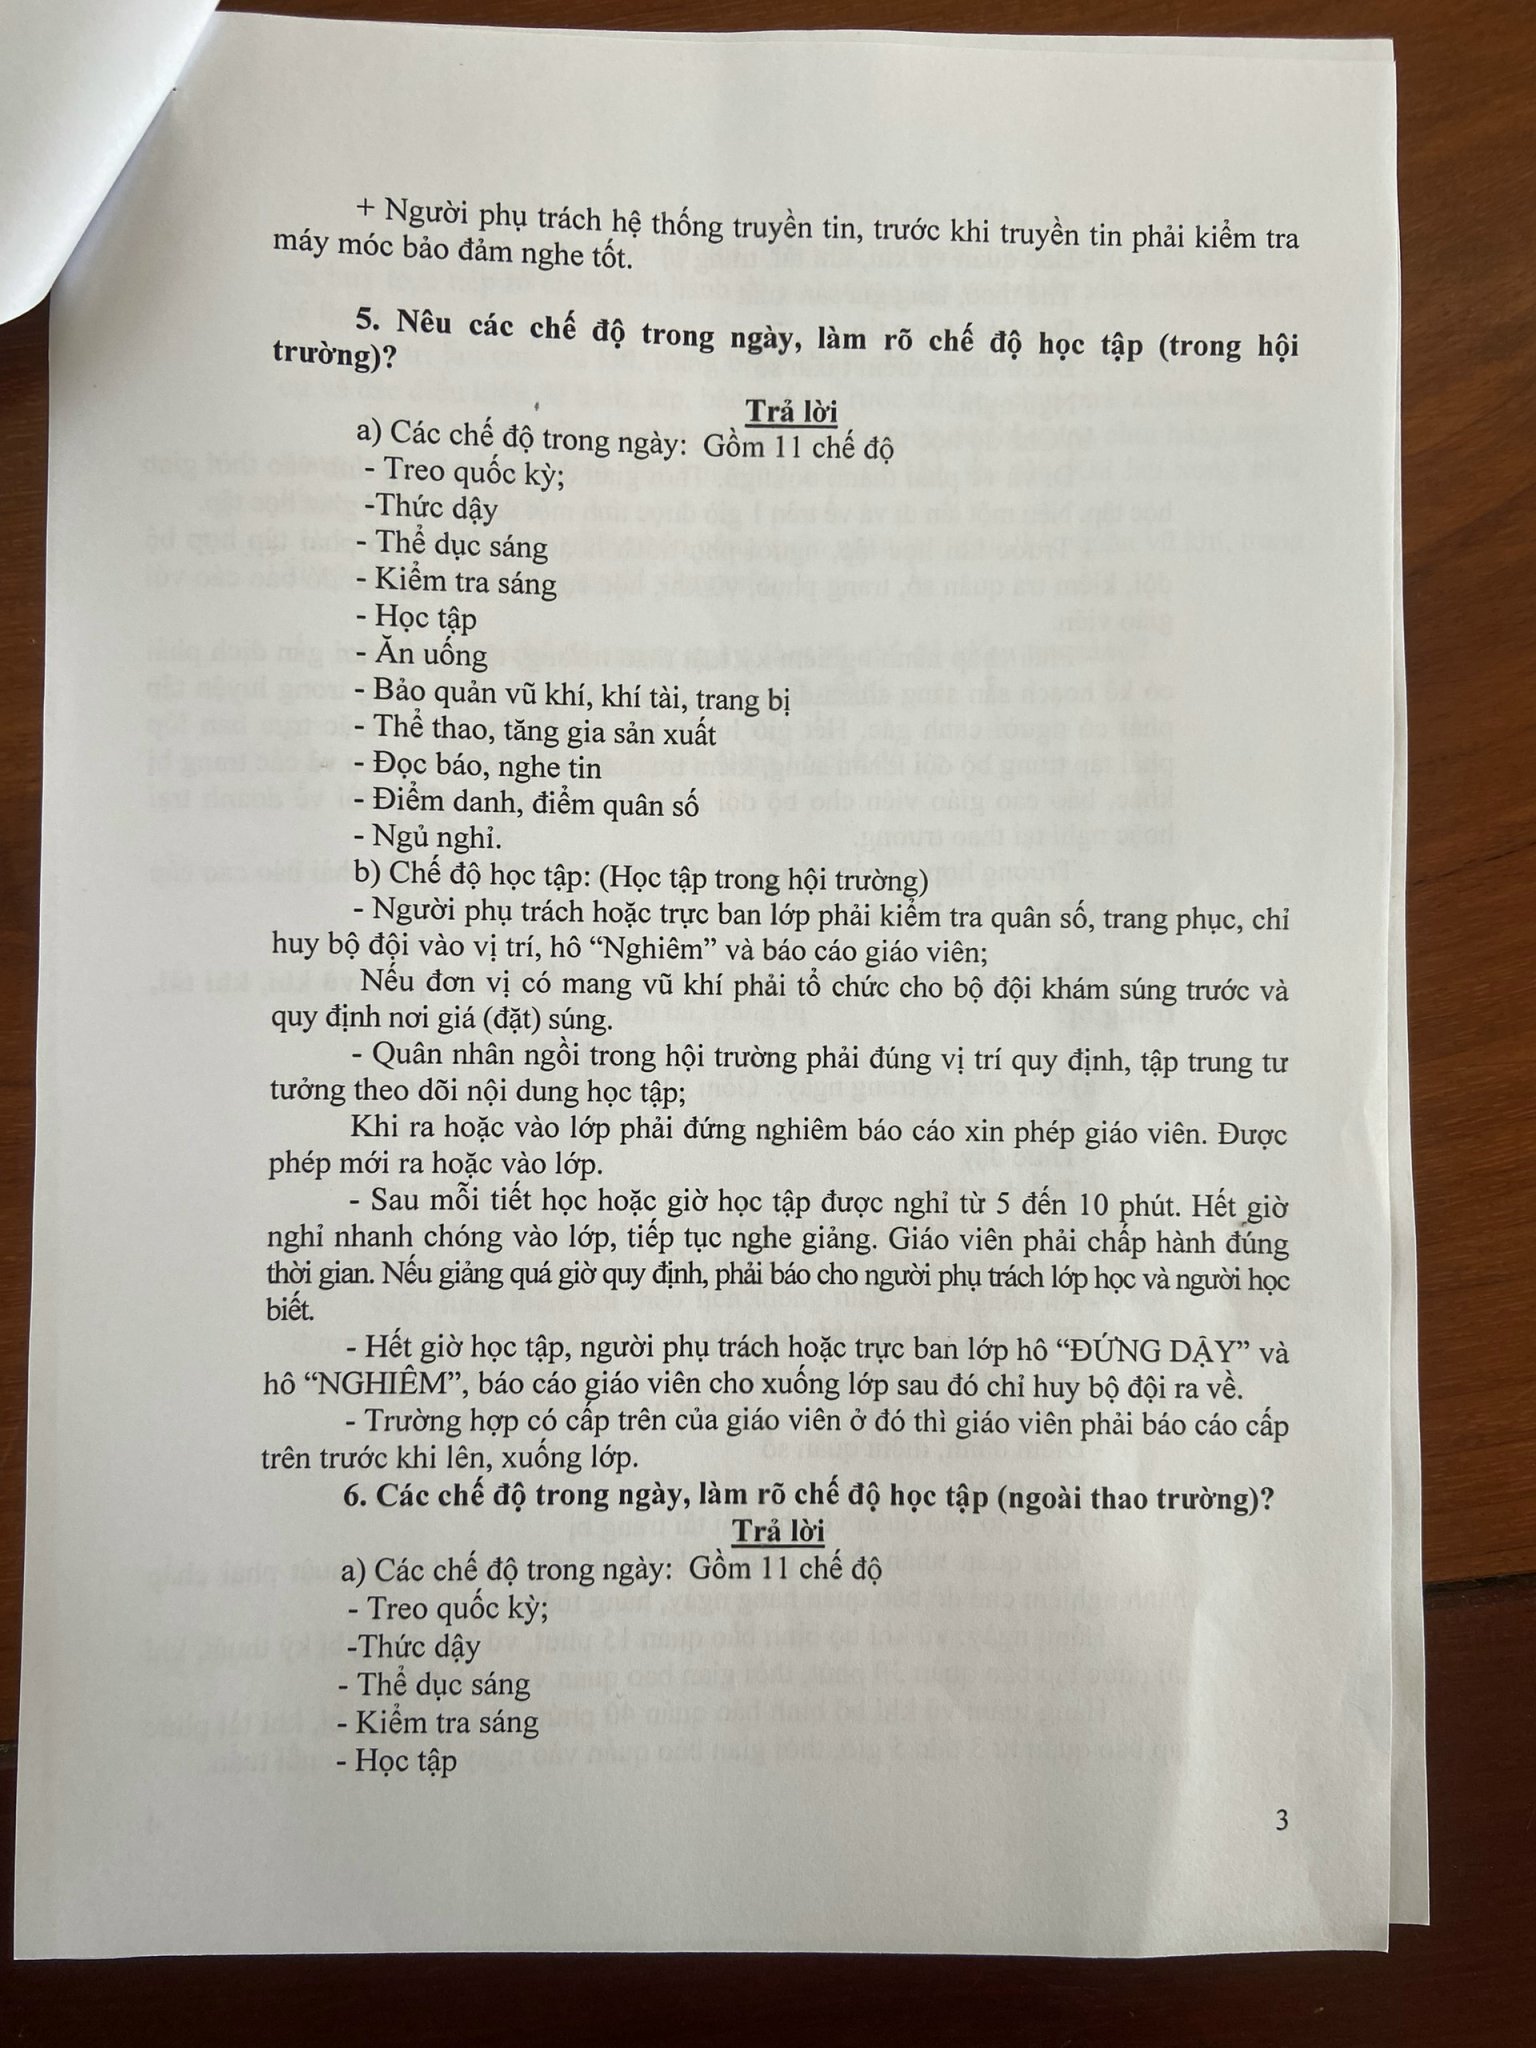 + Người phụ trách hệ thống truyền tin, trước khi truyền tin phải kiểm tra
máy móc bảo đảm nghe tốt.
5. Nêu các chế độ trong ngày, làm rõ chế độ học tập (trong hội
trường)?
Trả lời
a) Các chế độ trong ngày: Gồm 11 chế độ
- Treo quốc kỳ;
-Thức dậy
- Thể dục sáng
- Kiểm tra sáng
- Học tập
- Ăn uống
- Bảo quản vũ khí, khí tài, trang bị
- Thể thao, tăng gia sản xuất
- Đọc báo, nghe tin
- Điểm danh, điểm quân số
- Ngủ nghỉ.
b) Chế độ học tập: (Học tập trong hội trường)
- Người phụ trách hoặc trực ban lớp phải kiểm tra quân số, trang phục, chỉ
huy bộ đội vào vị trí, hô “Nghiêm” và báo cáo giáo viên;
Nếu đơn vị có mang vũ khí phải tổ chức cho bộ đội khám súng trước và
quy định nơi giá (đặt) súng.
- Quân nhân ngồi trong hội trường phải đúng vị trí quy định, tập trung tư
tưởng theo dõi nội dung học tập;
Khi ra hoặc vào lớp phải đứng nghiêm báo cáo xin phép giáo viên. Được
phép mới ra hoặc vào lớp.
- Sau mỗi tiết học hoặc giờ học tập được nghỉ từ 5 đến 10 phút. Hết giờ
nghỉ nhanh chóng vào lớp, tiếp tục nghe giảng. Giáo viên phải chấp hành đúng
thời gian. Nếu giảng quá giờ quy định, phải báo cho người phụ trách lớp học và người học
biết.
- Hết giờ học tập, người phụ trách hoặc trực ban lớp hô “ĐỨNG DẬY” và
hô “NGHIÊM”, báo cáo giáo viên cho xuống lớp sau đó chỉ huy bộ đội ra về.
- Trường hợp có cấp trên của giáo viên ở đó thì giáo viên phải báo cáo cấp
trên trước khi lên, xuống lớp.
6. Các chế độ trong ngày, làm rõ chế độ học tập (ngoài thao trường)?
Trả lời
a) Các chế độ trong ngày: Gồm 11 chế độ
- Treo quốc kỳ;
-Thức dậy
- Thể dục sáng
- Kiểm tra sáng
- Học tập
3